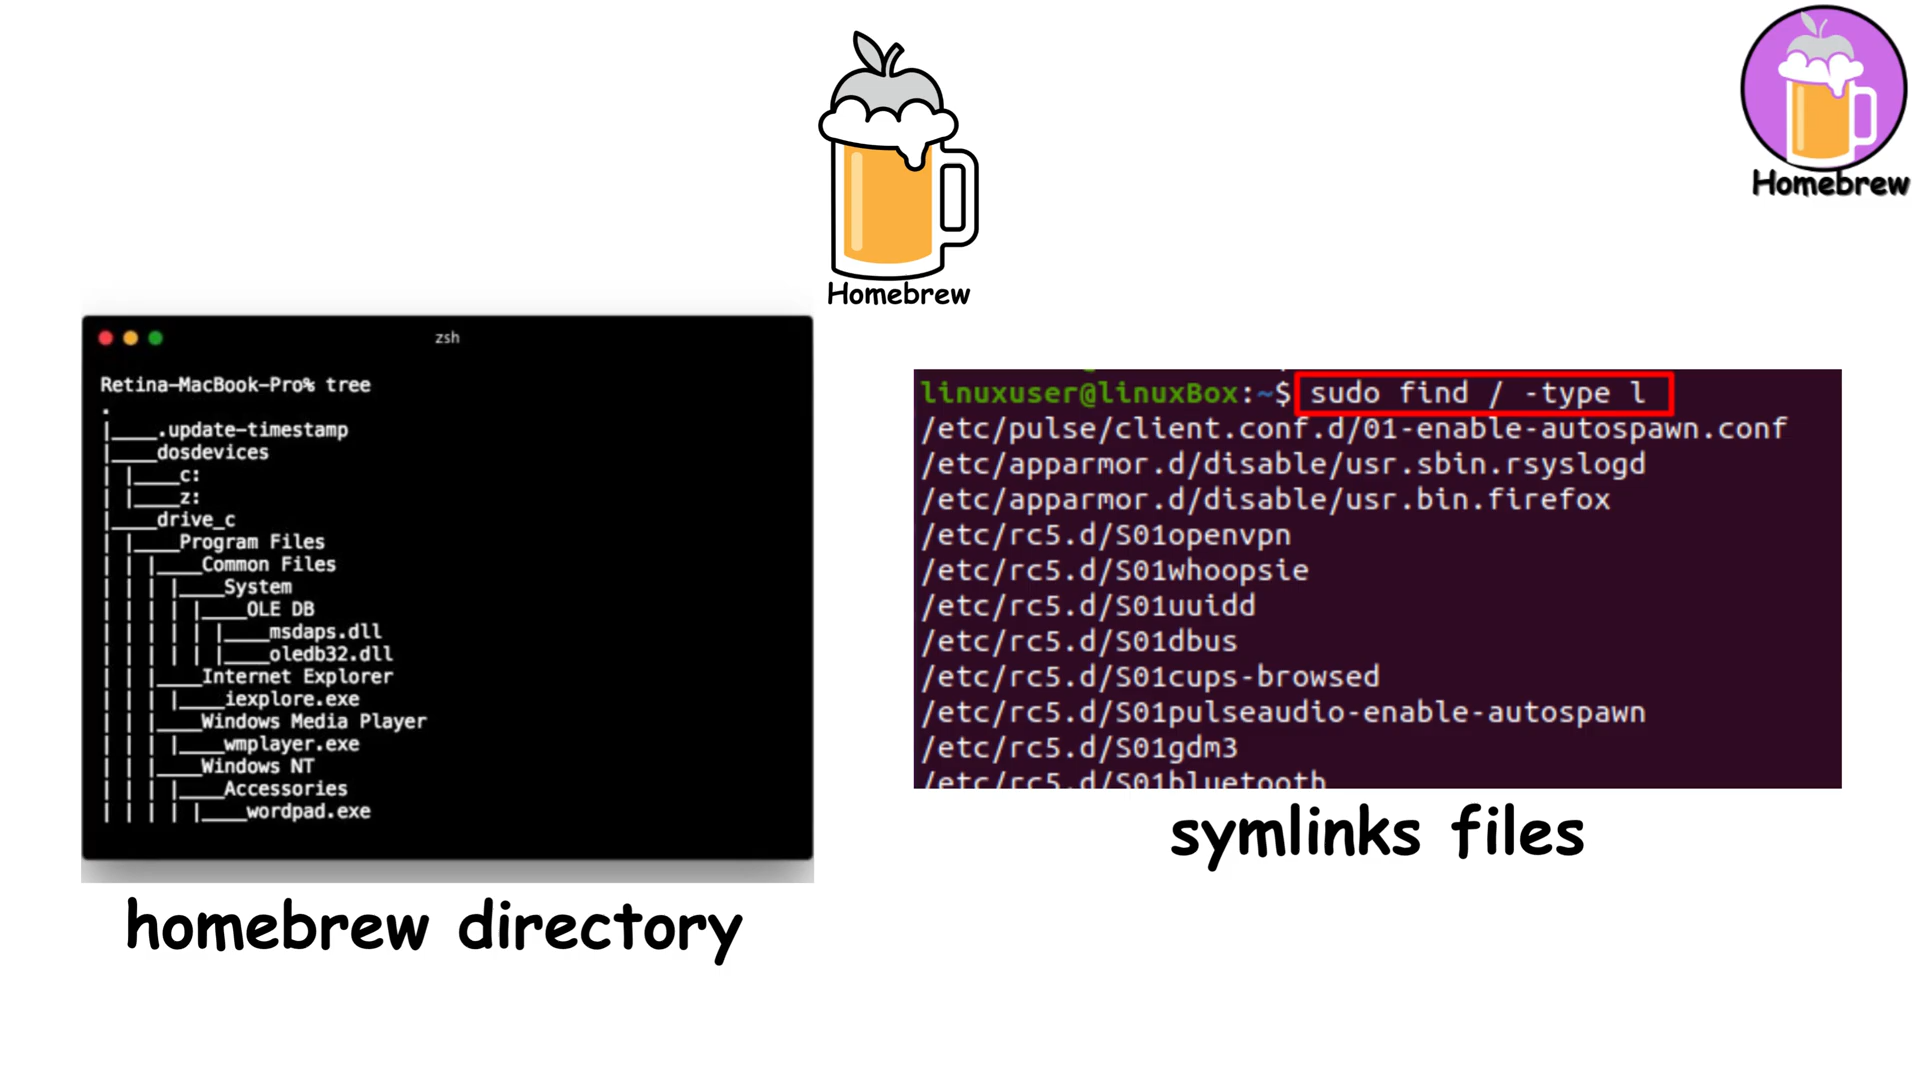 Homebrew
Homebrew
zsh
Retina-MacBook-Pro% tree
.
|____.update-timestamp
|____dosdevices
| |____c:
| |____z:
|____drive_c
| |____Program Files
| | |____Common Files
| | | |____System
| | | | |____OLE DB
| | | | | |____msdaps.dll
| | | | | |____oledb32.dll
| | |____Internet Explorer
| | | |____iexplore.exe
| | |____Windows Media Player
| | | |____wmplayer.exe
| | |____Windows NT
| | | |____Accessories
| | | | |____wordpad.exe
homebrew directory
linuxuser@linuxBox:~$ sudo find / -type l
/etc/pulse/client.conf.d/01-enable-autospawn.conf
/etc/apparmor.d/disable/usr.sbin.rsyslogd
/etc/apparmor.d/disable/usr.bin.firefox
/etc/rc5.d/S01openvpn
/etc/rc5.d/S01whoopsie
/etc/rc5.d/S01uuidd
/etc/rc5.d/S01dbus
/etc/rc5.d/S01cups-browsed
/etc/rc5.d/S01pulseaudio-enable-autospawn
/etc/rc5.d/S01gdm3
/etc/rc5.d/S01bluetooth
symlinks files